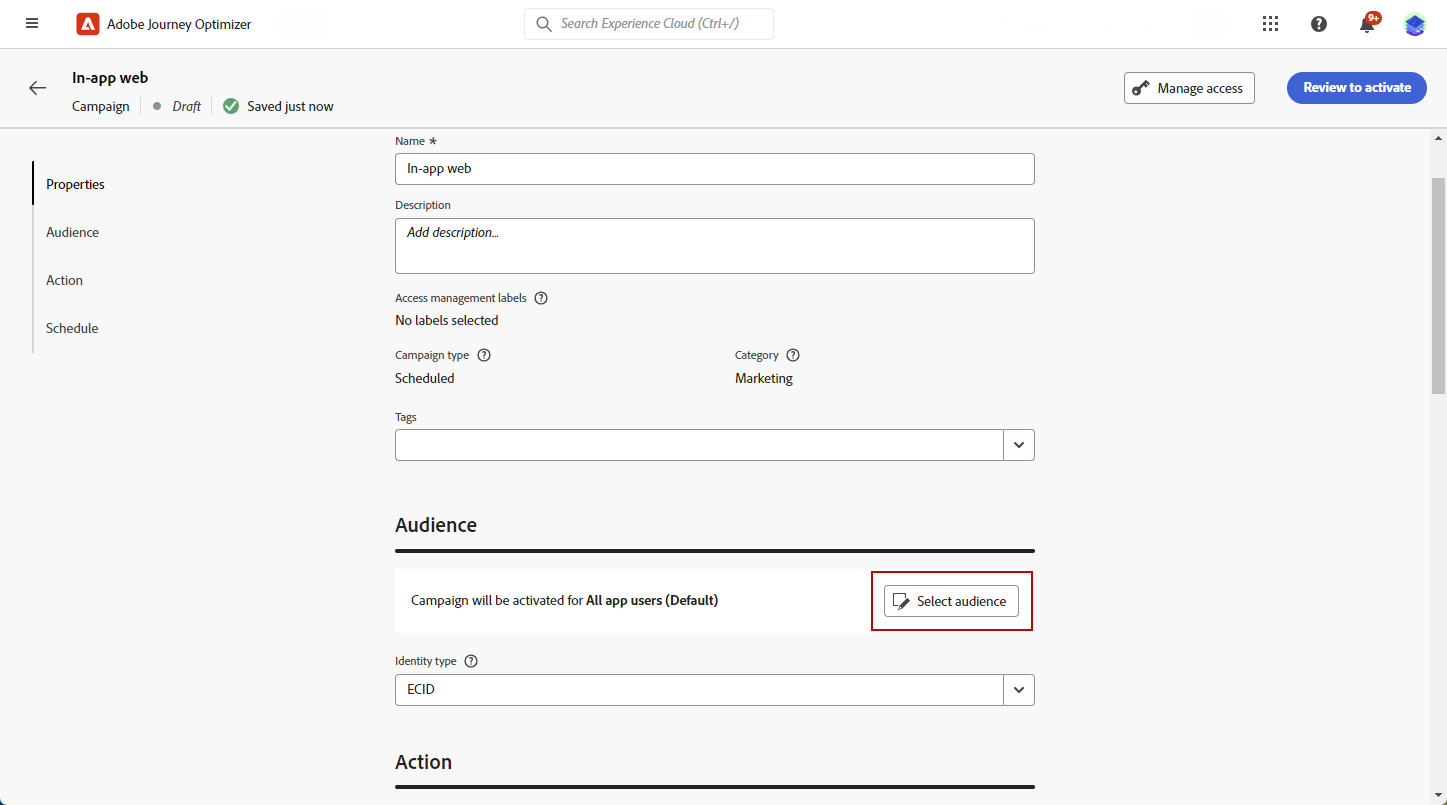 Adobe Journey Optimizer
Search Experience Cloud (Ctrl+/)
9+
In-app web
Campaign Draft Saved just now
Manage access
Review to activate
Properties
Audience
Action
Schedule
Name *
In-app web
Description
Add description...
Access management labels
No labels selected
Campaign type
Scheduled
Category
Marketing
Tags
Audience
Campaign will be activated for All app users (Default)
Select audience
Identity type
ECID
Action